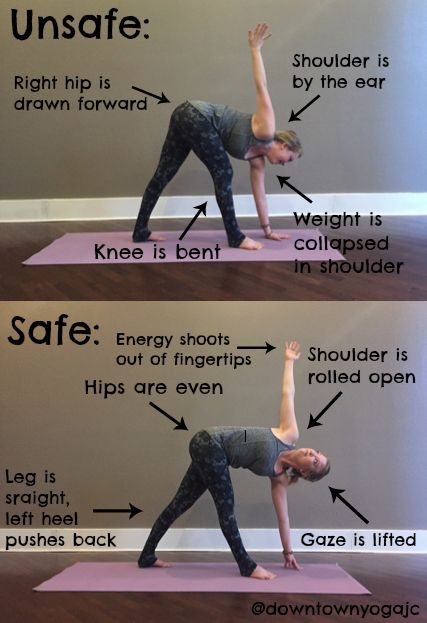 Unsafe:
Right hip is
drawn forward
Shoulder is
by the ear
Knee is bent
Weight is
collapsed
in shoulder
Safe:
Energy shoots
out of fingertips
Shoulder is
rolled open
Hips are even
Leg is
sraight,
left heel
pushes back
Gaze is lifted
@downtownyogajc